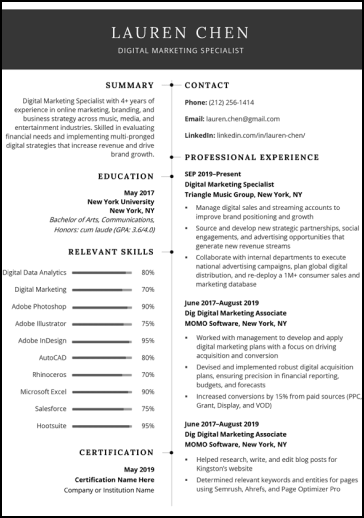 LAUREN CHEN
DIGITAL MARKETING SPECIALIST
SUMMARY
Digital Marketing Specialist with 4+ years of
experience in online marketing, branding, and
business strategy across music, media, and
entertainment industries. Skilled in evaluating
financial needs and implementing multi-pronged
digital strategies that increase revenue and drive
brand growth.
EDUCATION
May 2017
New York University
New York, NY
Bachelor of Arts, Communications,
Honors: cum laude (GPA: 3.6/4.0)
RELEVANT SKILLS
Digital Data Analytics 80%
Digital Marketing 70%
Adobe Photoshop 90%
Adobe Illustrator 75%
Adobe InDesign 95%
AutoCAD 80%
Rhinoceros 70%
Microsoft Excel 90%
Salesforce 75%
Hootsuite 95%
CERTIFICATION
May 2019
Certification Name Here
Company or Institution Name
CONTACT
Phone: (212) 256-1414
Email: lauren.chen@gmail.com
LinkedIn: linkedin.com/in/lauren-chen/
PROFESSIONAL EXPERIENCE
SEP 2019–Present
Digital Marketing Specialist
Triangle Music Group, New York, NY
▪ Manage digital sales and streaming accounts to
improve brand positioning and growth
▪ Source and develop new strategic partnerships, social
engagements, and advertising opportunities that
generate new revenue streams
▪ Collaborate with internal departments to execute
national advertising campaigns, plan global digital
distribution, and re-deploy a 1M+ consumer sales and
marketing database
June 2017–August 2019
Dig Digital Marketing Associate
MOMO Software, New York, NY
▪ Worked with management to develop and apply
digital marketing plans with a focus on driving
acquisition and conversion
▪ Devised and implemented robust digital acquisition
plans, ensuring precision in financial reporting,
budgets, and forecasts
▪ Increased conversions by 15% from paid sources (PPC,
Grant, Display, and VOD)
June 2017–August 2019
Dig Digital Marketing Associate
MOMO Software, New York, NY
▪ Helped research, write, and edit blog posts for
Kingston's website
▪ Determined relevant keywords and entities for pages
using Semrush, Ahrefs, and Page Optimizer Pro